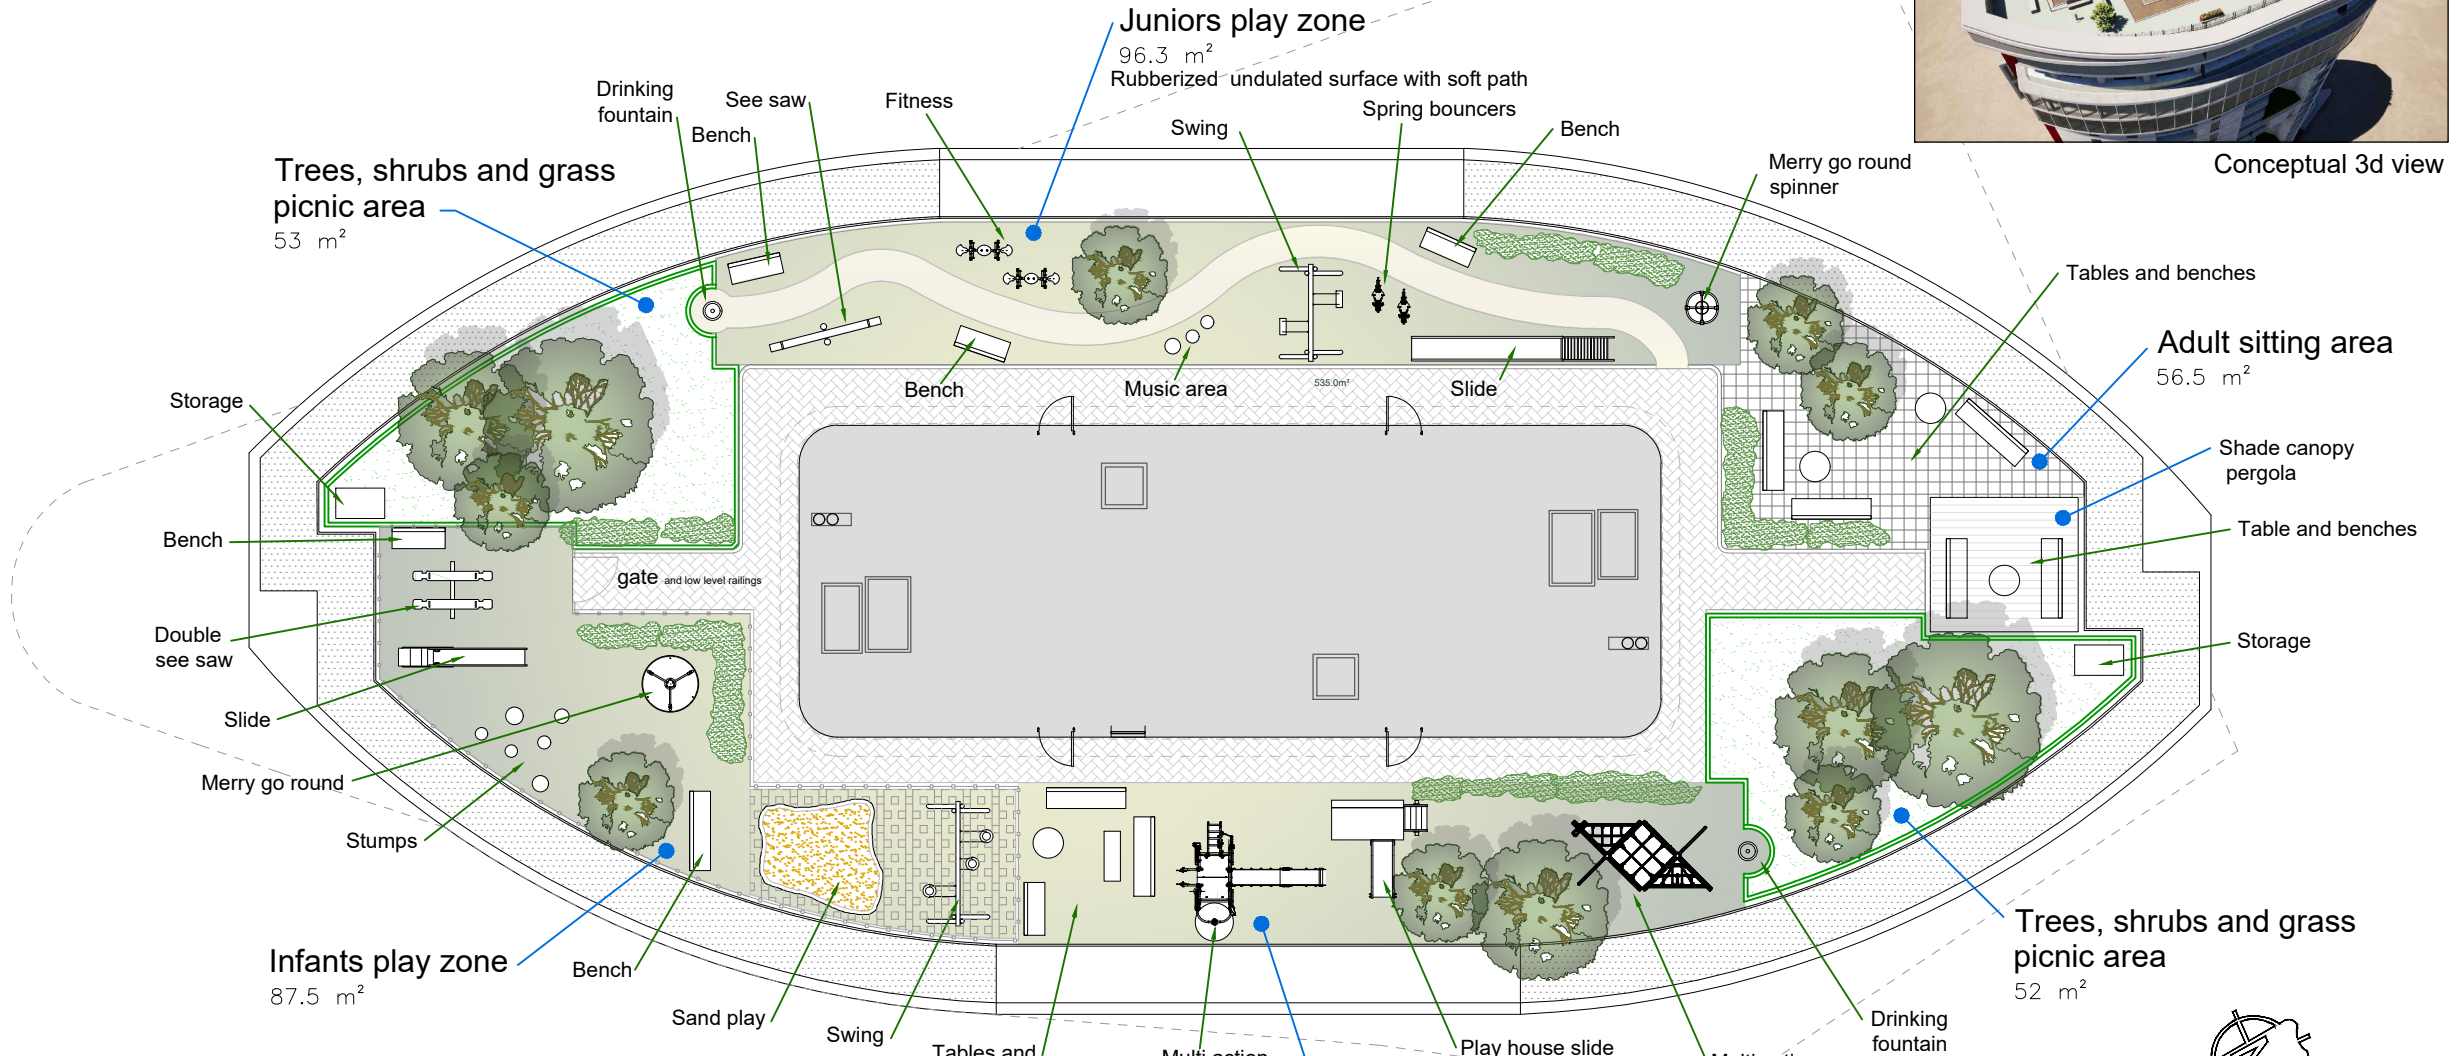 Juniors play zone
96.3 m²
Rubberized undulated surface with soft path
Drinking
fountain
See saw
Bench
Fitness
Swing
Spring bouncers
Bench
Merry go round
spinner
Conceptual 3d view
Trees, shrubs and grass
picnic area
53 m²
Tables and benches
Adult sitting area
56.5 m²
Storage
Bench
Music area
535.0m²
Slide
Shade canopy
pergola
Bench
Table and benches
gate and low level railings
Double
see saw
Storage
Slide
Merry go round
Stumps
Infants play zone
87.5 m²
Bench
Sand play
Swing
Trees, shrubs and grass
picnic area
52 m²
Drinking
fountain
Tables and
Multi action
Play house slide